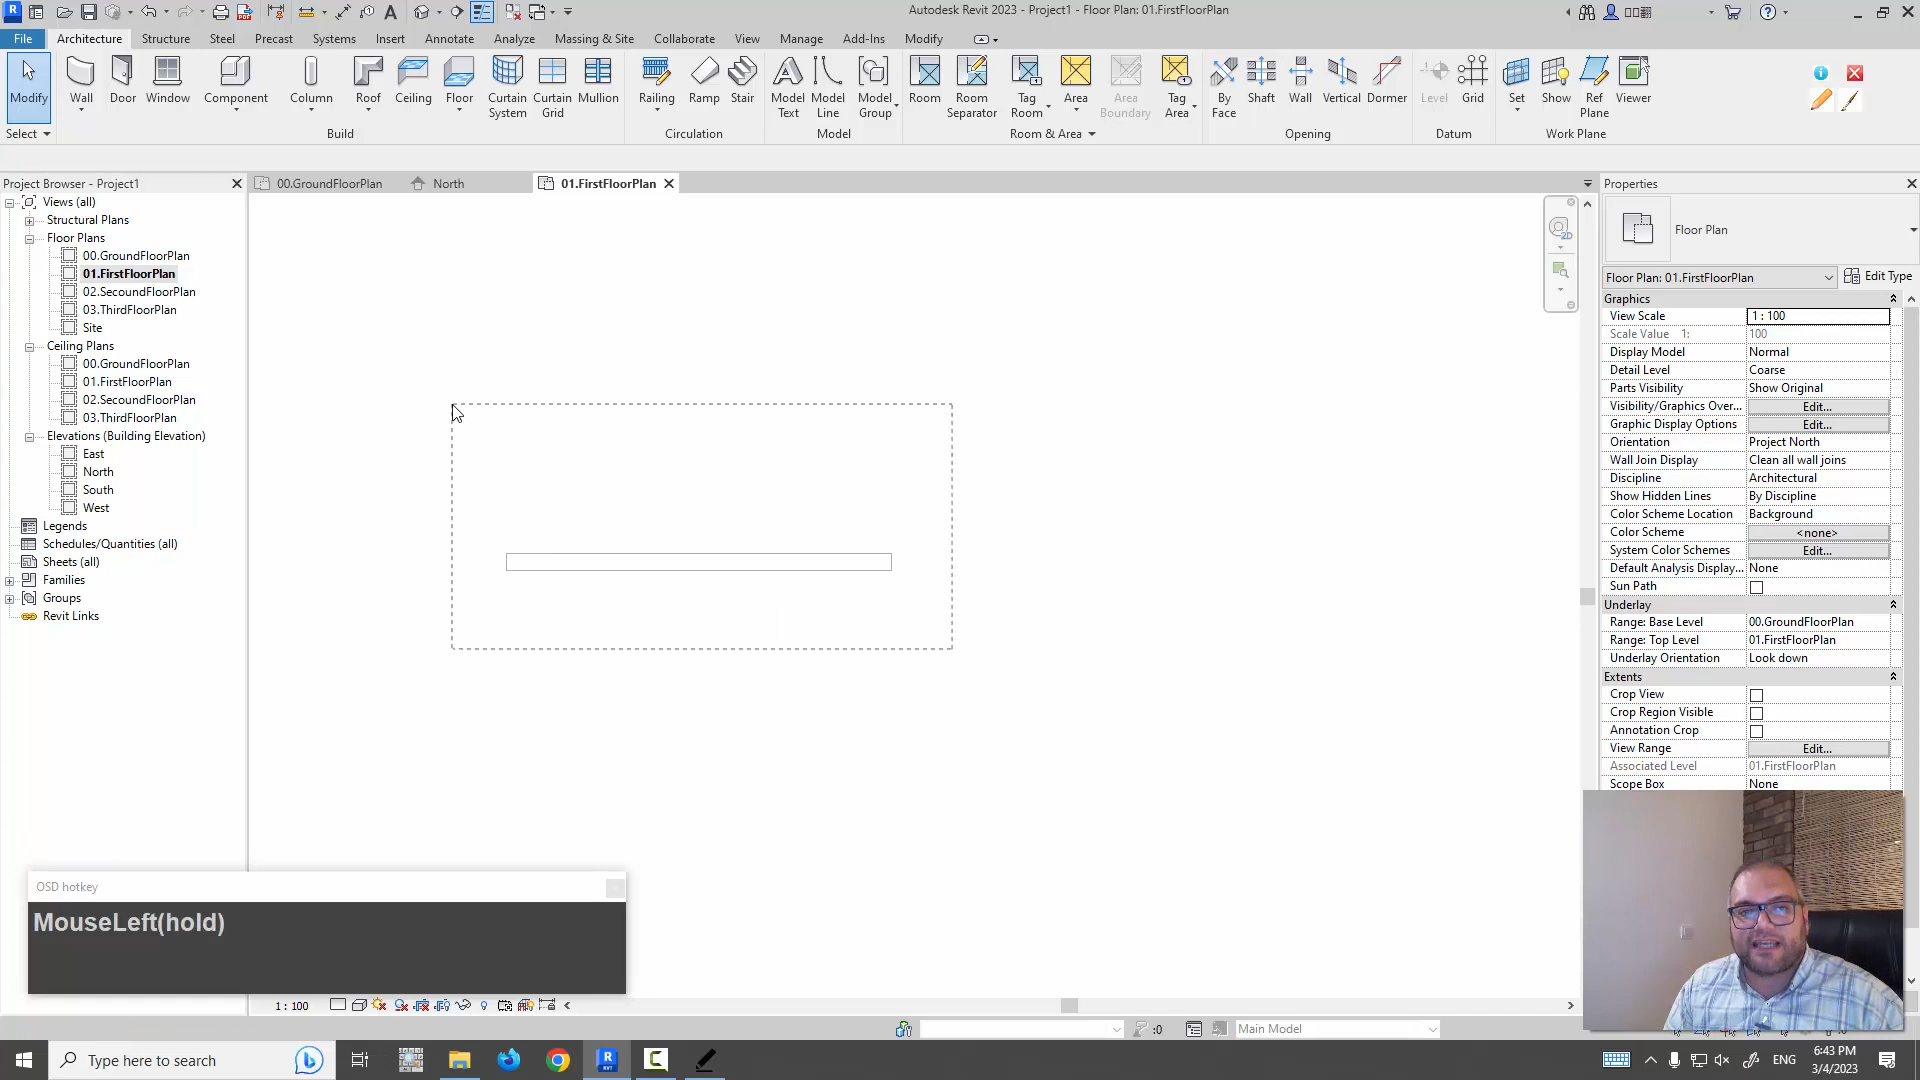 Autodesk Revit 2023 - Project1 - Floor Plan: 01.FirstFloorPlan
File Architecture Structure Steel Precast Systems Insert Annotate Analyze Massing & Site Collaborate View Manage Add-Ins Modify
Modify Wall Door Window Component Column Roof Ceiling Floor Curtain System Curtain Grid Mullion Railing Ramp Stair Model Text Model Line Model Group Room Room Separator Tag Room Area Area Boundary Tag Area By Face Shaft Wall Vertical Dormer Level Grid Set Show Ref Plane Viewer
Select Build Circulation Model Room & Area Opening Datum Work Plane
Project Browser - Project1
00.GroundFloorPlan North 01.FirstFloorPlan
Views (all)
Structural Plans
Floor Plans
00.GroundFloorPlan
01.FirstFloorPlan
02.SecoundFloorPlan
03.ThirdFloorPlan
Site
Ceiling Plans
00.GroundFloorPlan
01.FirstFloorPlan
02.SecoundFloorPlan
03.ThirdFloorPlan
Elevations (Building Elevation)
East
North
South
West
Legends
Schedules/Quantities (all)
Sheets (all)
Families
Groups
Revit Links
2D
Properties
Floor Plan
Floor Plan: 01.FirstFloorPlan Edit Type
Graphics
View Scale 1 : 100
Scale Value 1: 100
Display Model Normal
Detail Level Coarse
Parts Visibility Show Original
Visibility/Graphics Over... Edit...
Graphic Display Options Edit...
Orientation Project North
Wall Join Display Clean all wall joins
Discipline Architectural
Show Hidden Lines By Discipline
Color Scheme Location Background
Color Scheme <none>
System Color Schemes Edit...
Default Analysis Display... None
Sun Path
Underlay
Range: Base Level 00.GroundFloorPlan
Range: Top Level 01.FirstFloorPlan
Underlay Orientation Look down
Extents
Crop View
Crop Region Visible
Annotation Crop
View Range Edit...
Associated Level 01.FirstFloorPlan
Scope Box None
OSD hotkey
MouseLeft(hold)
1 : 100
:0 Main Model
Type here to search
ENG
6:43 PM
3/4/2023